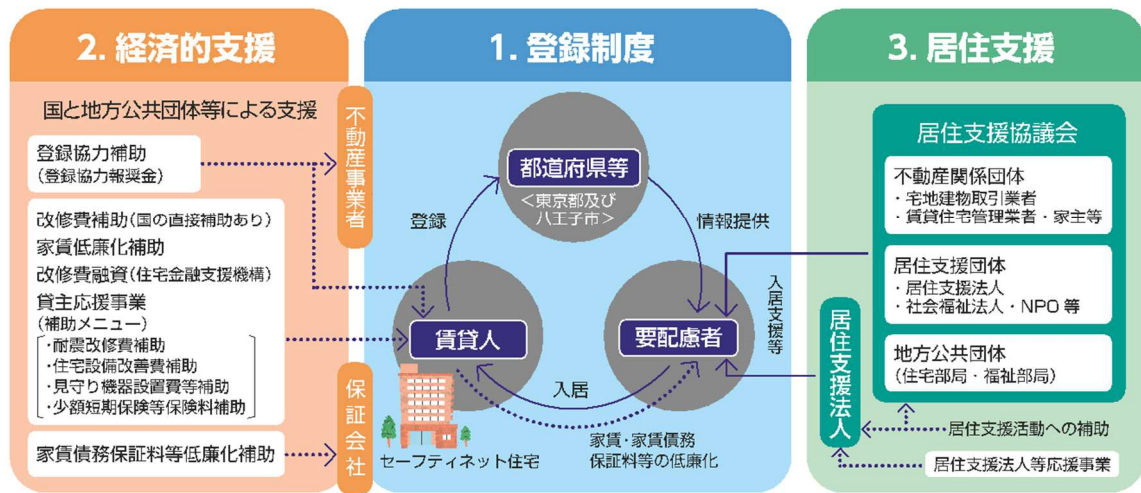 2. 経済的支援
国と地方公共団体等による支援
登録協力補助
(登録協力報奨金)
改修費補助(国の直接補助あり)
家賃低廉化補助
改修費融資(住宅金融支援機構)
貸主応援事業
(補助メニュー)
・耐震改修費補助
・住宅設備改善費補助
・見守り機器設置費等補助
・少額短期保険等保険料補助
家賃債務保証料等低廉化補助
不動産事業者
保証会社
1. 登録制度
都道府県等
<東京都及び
八王子市>
登録
情報提供
賃貸人
要配慮者
入居
セーフティネット住宅
家賃・家賃債務
保証料等の低廉化
入居支援等
3. 居住支援
居住支援協議会
不動産関係団体
・宅地建物取引業者
・賃貸住宅管理業者・家主等
居住支援団体
・居住支援法人
・社会福祉法人・NPO 等
地方公共団体
(住宅部局・福祉部局)
居住支援法人
居住支援活動への補助
居住支援法人等応援事業